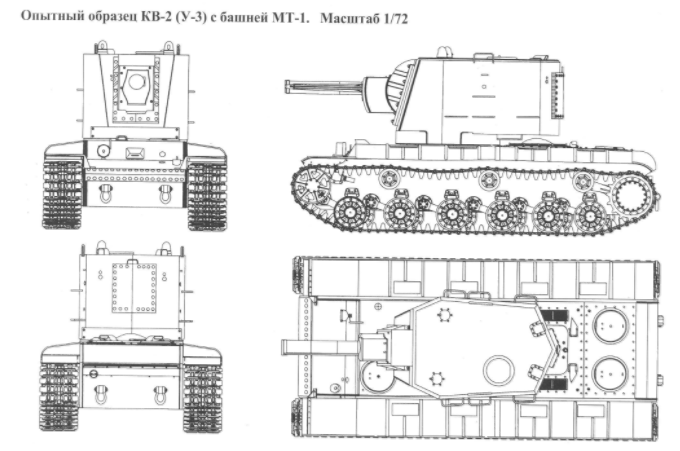 Опытный образец КВ-2 (У-3) с башней МТ-1. Масштаб 1/72